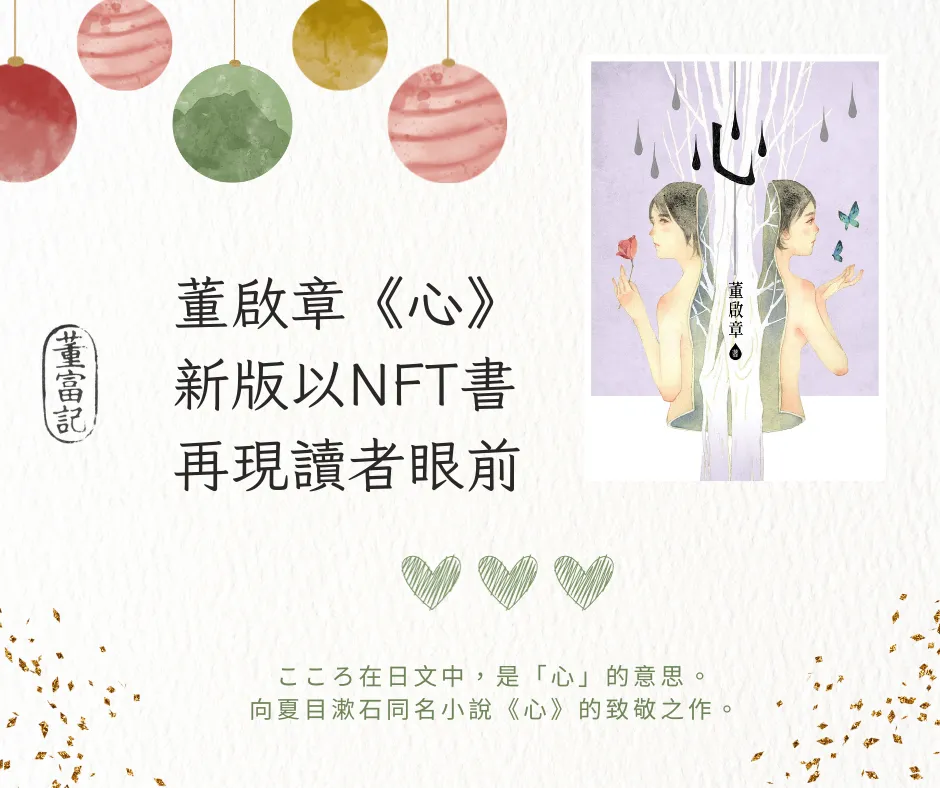 心
董啟章
著
董啟章《心》
新版以NFT書
再現讀者眼前
董富記
こころ在日文中，是「心」的意思。
向夏目漱石同名小說《心》的致敬之作。